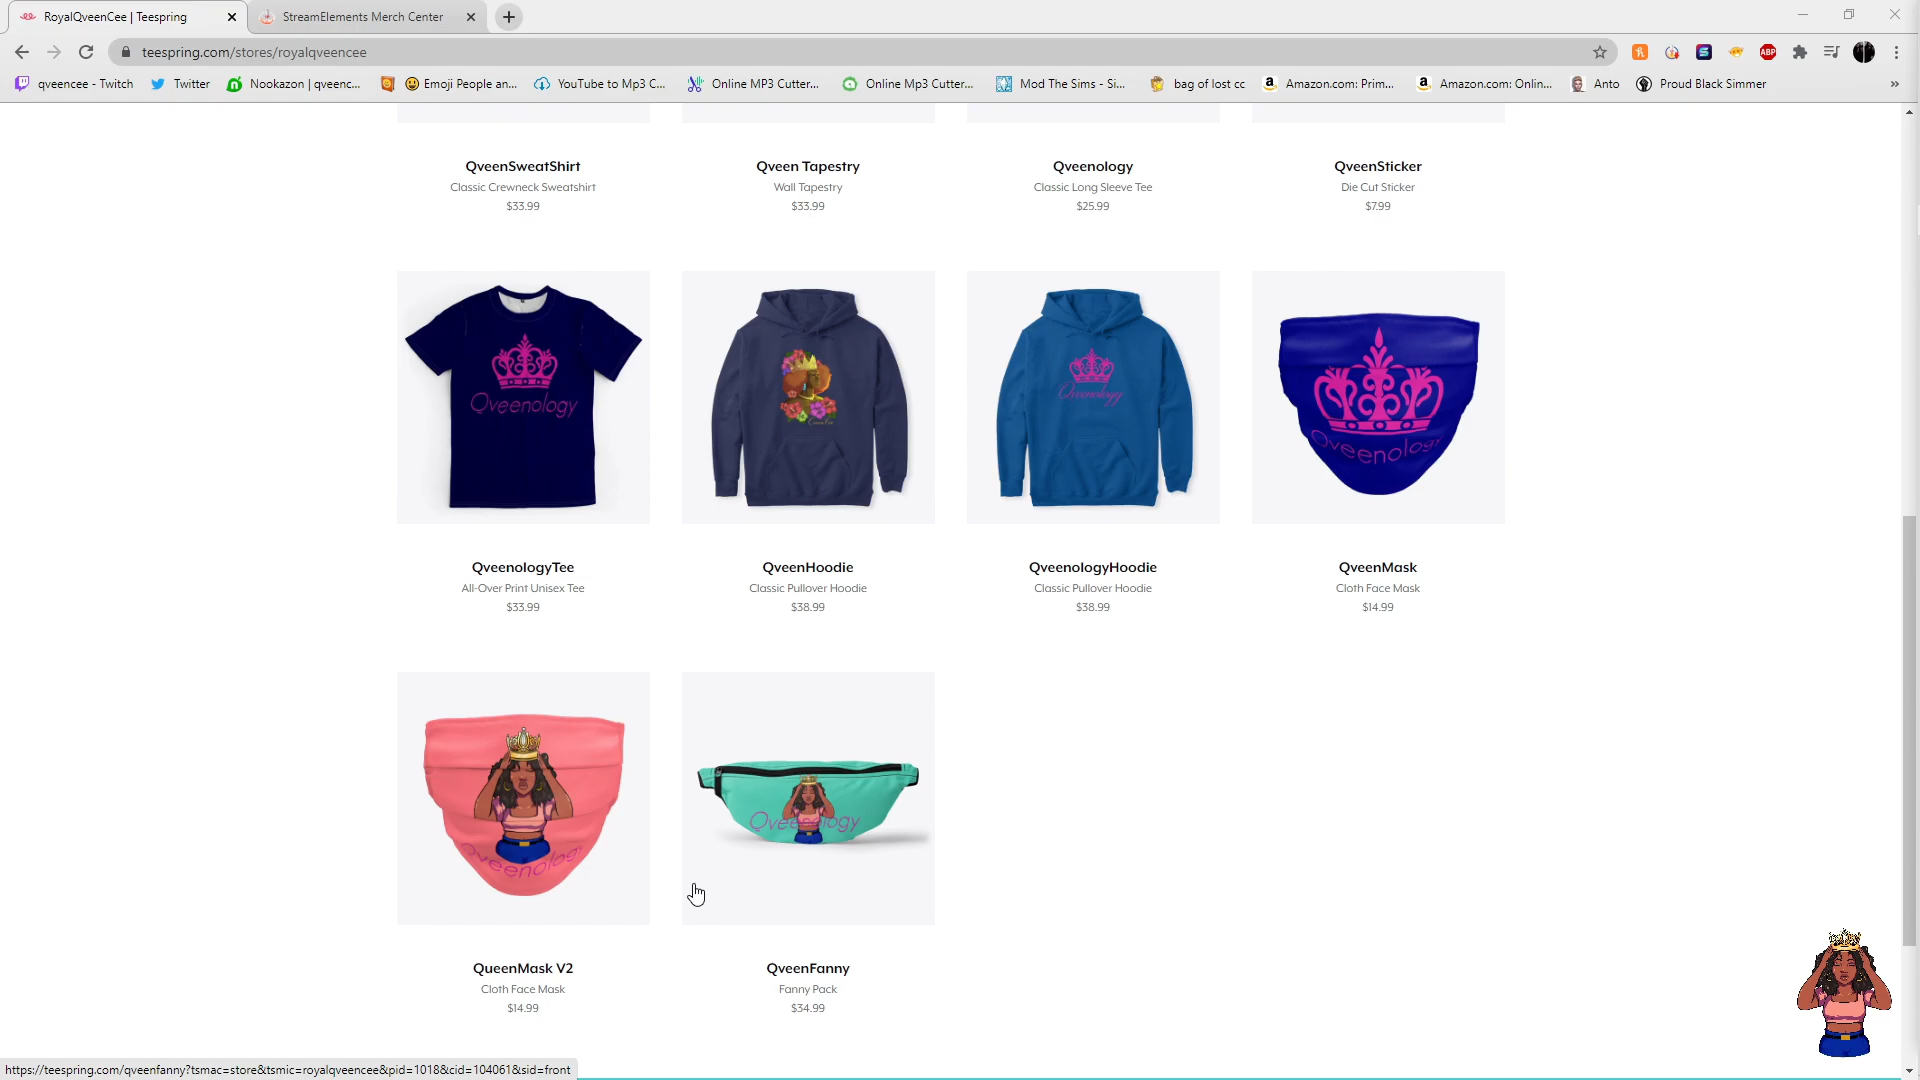 RoyalQveenCee | Teespring
StreamElements Merch Center
teespring.com/stores/royalqveencee
ABP
qveencee - Twitch
Twitter
Nookazon | qveenc...
Emoji People an...
YouTube to Mp3 C...
Online MP3 Cutter...
Online Mp3 Cutter...
Mod The Sims - Si...
bag of lost cc
Amazon.com: Prim...
Amazon.com: Onlin...
Anto
Proud Black Simmer
QveenSweatShirt
Classic Crewneck Sweatshirt
$33.99
Qveen Tapestry
Wall Tapestry
$33.99
Qveenology
Classic Long Sleeve Tee
$25.99
QveenSticker
Die Cut Sticker
$7.99
Qveenology
Qveenology
Qveenology
QveenologyTee
All-Over Print Unisex Tee
$33.99
QveenHoodie
Classic Pullover Hoodie
$38.99
QveenologyHoodie
Classic Pullover Hoodie
$38.99
QveenMask
Cloth Face Mask
$14.99
Qveenology
Qveenology
QueenMask V2
Cloth Face Mask
$14.99
QveenFanny
Fanny Pack
$34.99
https://teespring.com/qveenfanny?tsmac=store&tsmic=royalqveencee&pid=1018&cid=104061&sid=front